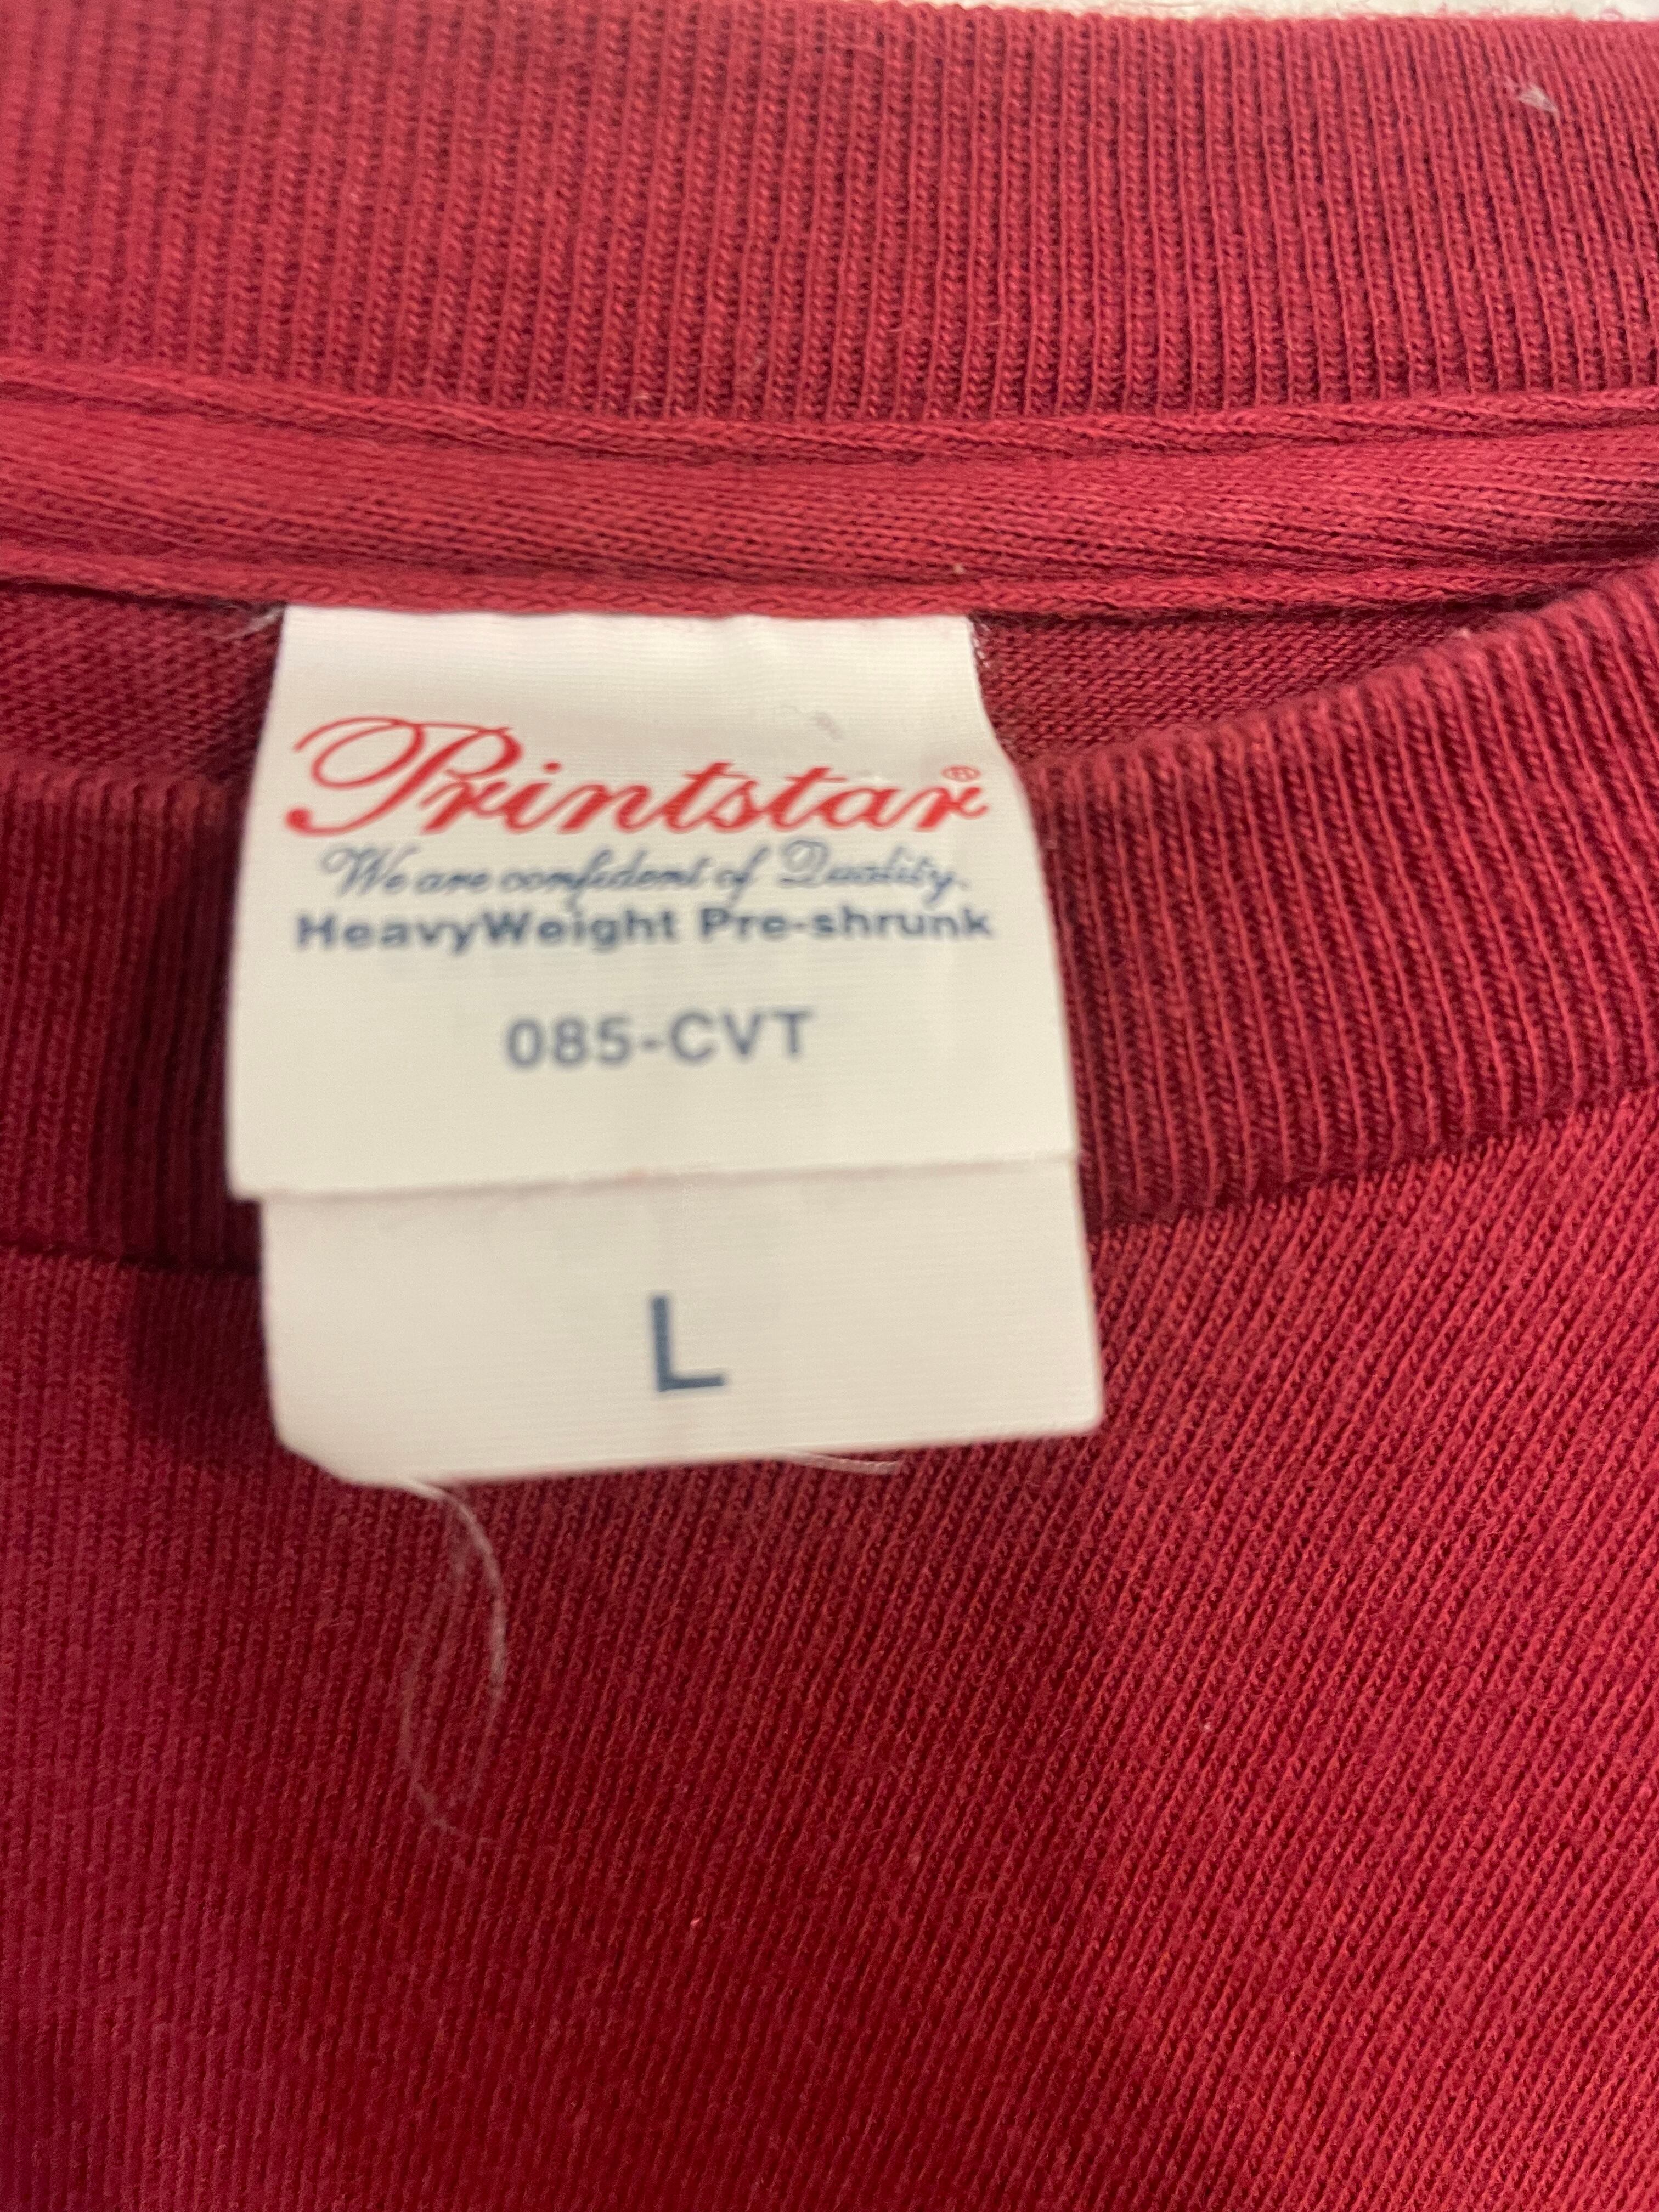 Printstar®
We are confident of Quality.
HeavyWeight Pre-shrunk
085-CVT
L